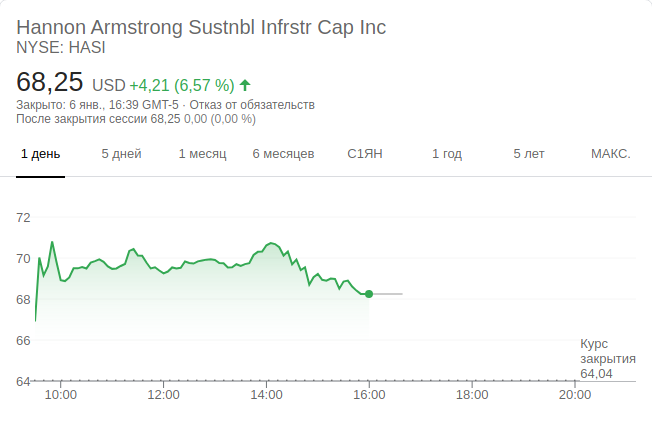 Hannon Armstrong Sustnbl Infrstr Cap Inc
NYSE: HASI
68,25 USD +4,21 (6,57 %)
Закрыто: 6 янв., 16:39 GMT-5 · Отказ от обязательств
После закрытия сессии 68,25 0,00 (0,00 %)
1 день 5 дней 1 месяц 6 месяцев С1ЯН 1 год 5 лет МАКС.
72
70
68
66
Курс
закрытия
64,04
64
10:00 12:00 14:00 16:00 18:00 20:00